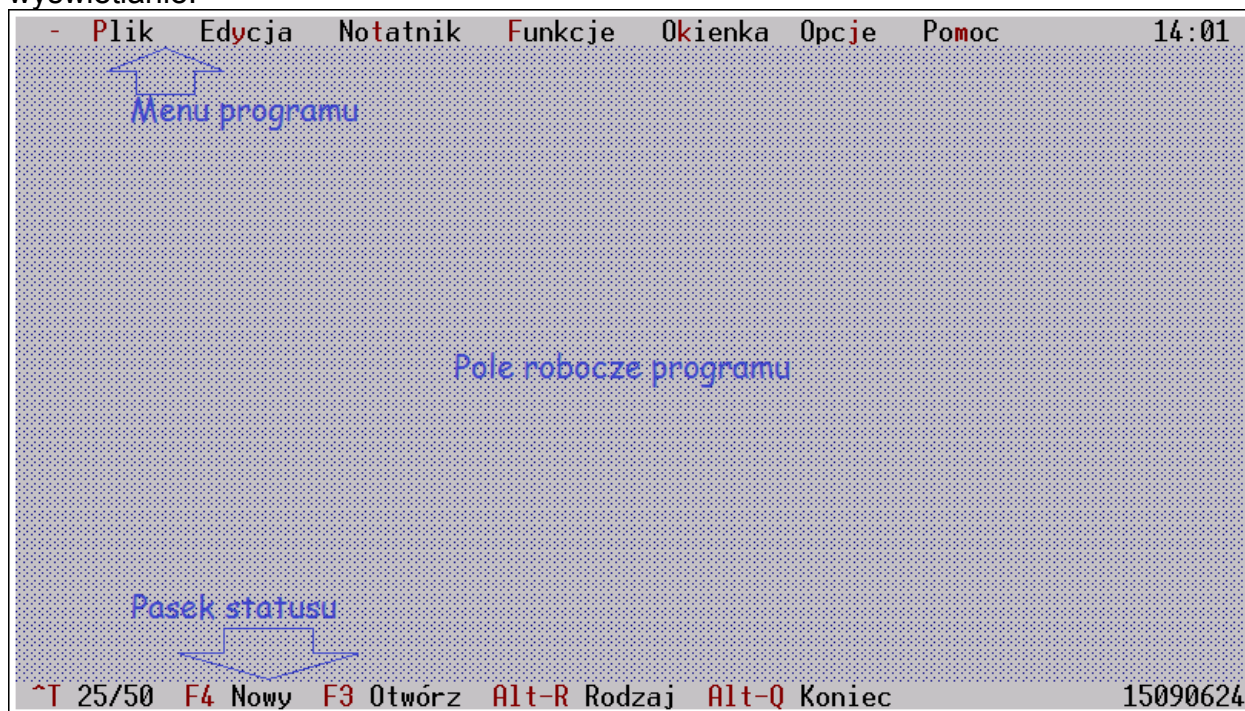 wyświetlanie.
- Plik Edycja Notatnik Funkcje Okienka Opcje Pomoc 14:01
Menu programu
Pole robocze programu
Pasek statusu
^T 25/50 F4 Nowy F3 Otwórz Alt-R Rodzaj Alt-Q Koniec 15090624